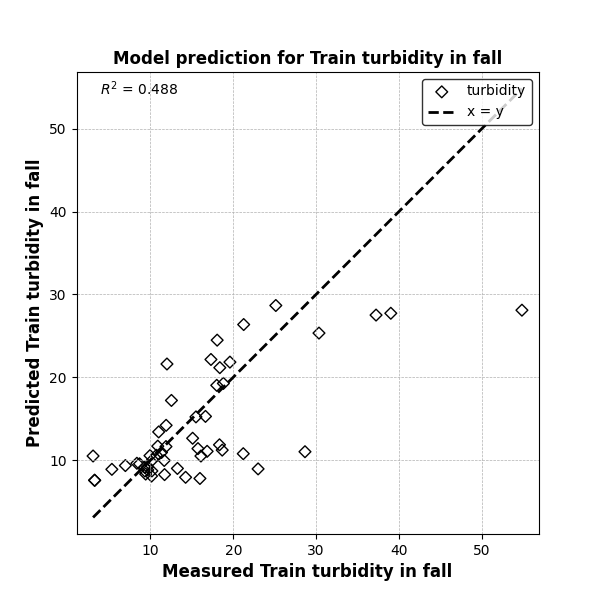 Model prediction for Train turbidity in fall
R² = 0.488
turbidity
x = y
50
40
30
20
10
Predicted Train turbidity in fall
10 20 30 40 50
Measured Train turbidity in fall